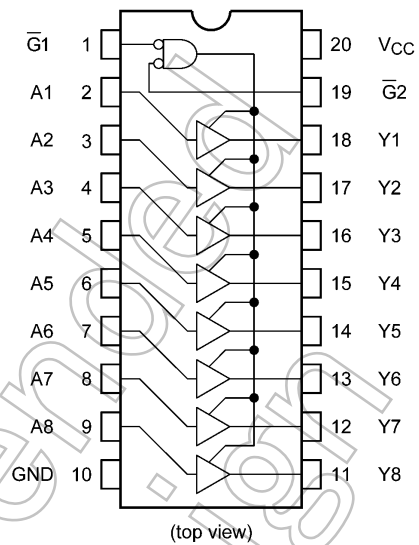 G̅1 1 20 VCC
A1 2 19 G̅2
A2 3 18 Y1
A3 4 17 Y2
A4 5 16 Y3
A5 6 15 Y4
A6 7 14 Y5
A7 8 13 Y6
A8 9 12 Y7
GND 10 11 Y8
(top view)